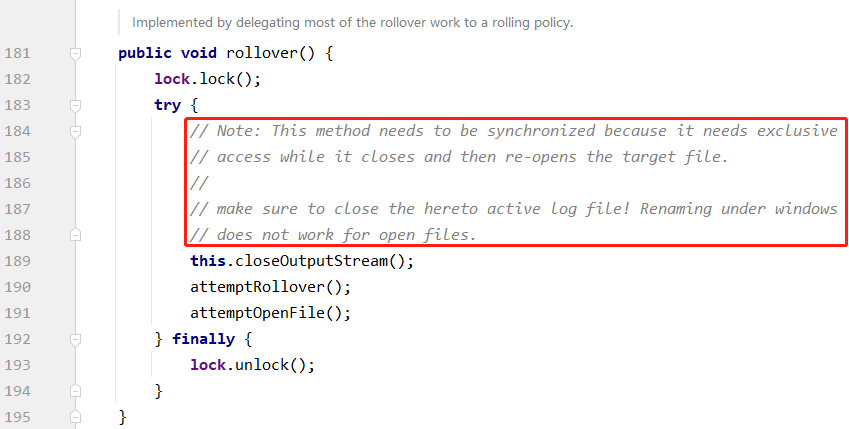 Implemented by delegating most of the rollover work to a rolling policy.
181 public void rollover() {
182 lock.lock();
183 try {
184 // Note: This method needs to be synchronized because it needs exclusive
185 // access while it closes and then re-opens the target file.
186 //
187 // make sure to close the hereto active log file! Renaming under windows
188 // does not work for open files.
189 this.closeOutputStream();
190 attemptRollover();
191 attemptOpenFile();
192 } finally {
193 lock.unlock();
194 }
195 }